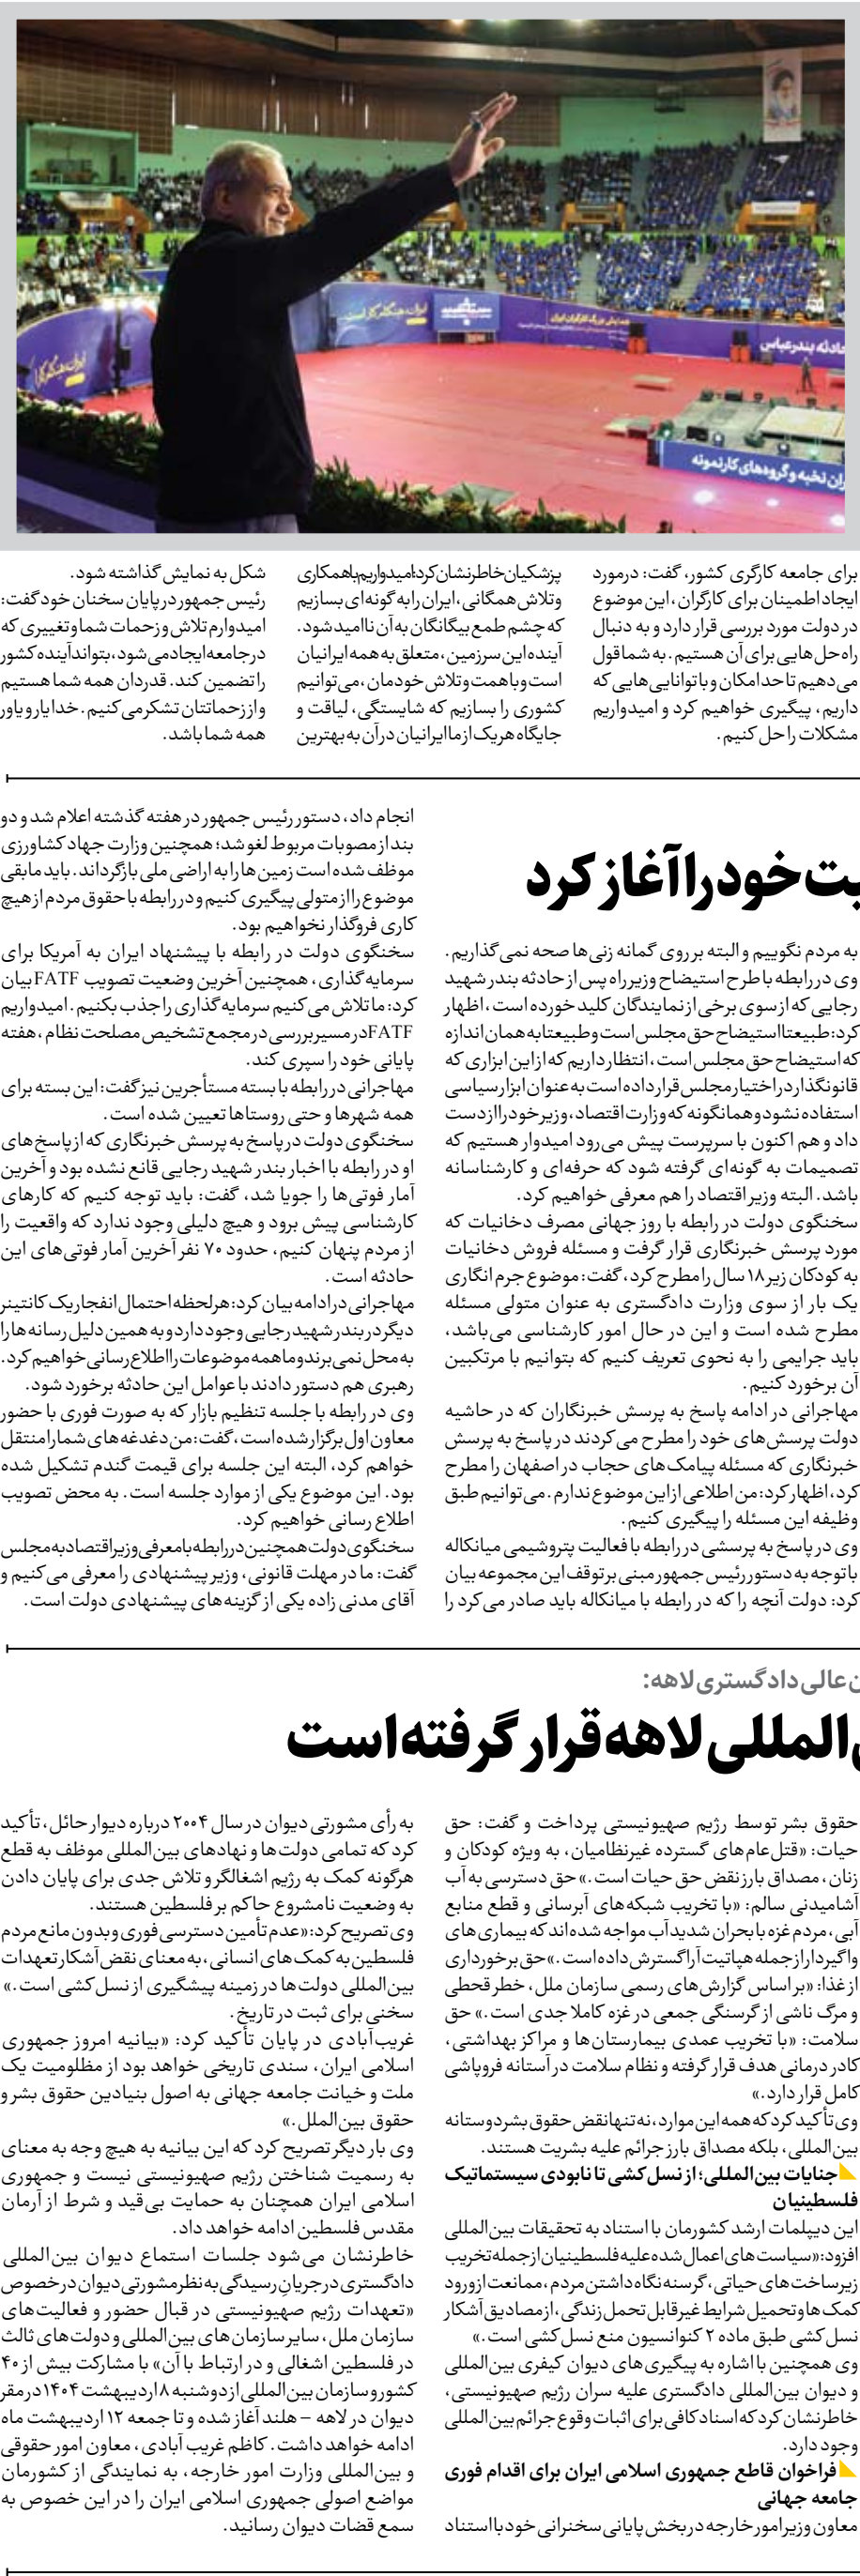 حادثه بندرعباس
همایش بزرگ کارگران ایران
ران نخبه و گروه‌های کار نمونه
برای جامعه کارگری کشور، گفت: درمورد
ایجاد اطمینان برای کارگران، این موضوع
در دولت مورد بررسی قرار دارد و به دنبال
راه‌حل‌هایی برای آن هستیم. به شما قول
می‌دهیم تا حد امکان و با توانایی‌هایی که
داریم، پیگیری خواهیم کرد و امیدواریم
مشکلات را حل کنیم.
پزشکیان خاطرنشان کرد: امیدواریم با همکاری
و تلاش همگانی، ایران را به گونه‌ای بسازیم
که چشم طمع بیگانگان به آن ناامید شود.
آینده این سرزمین، متعلق به همه ایرانیان
است و با همت و تلاش خودمان، می‌توانیم
کشوری را بسازیم که شایستگی، لیاقت و
جایگاه هر یک از ما ایرانیان در آن به بهترین
شکل به نمایش گذاشته شود.
رئیس جمهور در پایان سخنان خود گفت:
امیدوارم تلاش و زحمات شما و تغییری که
در جامعه ایجاد می‌شود، بتواند آینده کشور
را تضمین کند. قدردان همه شما هستیم
و از زحماتتان تشکر می‌کنیم. خدا یار و یاور
همه شما باشد.
یت خود را آغاز کرد
به مردم نگوییم و البته بر روی گمانه زنی‌ها صحه نمی‌گذاریم.
وی در رابطه با طرح استیضاح وزیر راه پس از حادثه بندر شهید
رجایی که از سوی برخی از نمایندگان کلید خورده است، اظهار
کرد: طبیعتا استیضاح حق مجلس است و طبیعتا به همان اندازه
که استیضاح حق مجلس است، انتظار داریم که از این ابزاری که
قانونگذار در اختیار مجلس قرار داده است به عنوان ابزار سیاسی
استفاده نشود و همانگونه که وزارت اقتصاد، وزیر خود را از دست
داد و هم اکنون با سرپرست پیش می‌رود امیدوار هستیم که
تصمیمات به گونه‌ای گرفته شود که حرفه‌ای و کارشناسانه
باشد. البته وزیر اقتصاد را هم معرفی خواهیم کرد.
سخنگوی دولت در رابطه با روز جهانی مصرف دخانیات که
مورد پرسش خبرنگاری قرار گرفت و مسئله فروش دخانیات
به کودکان زیر ۱۸ سال را مطرح کرد، گفت: موضوع جرم انگاری
یک بار از سوی وزارت دادگستری به عنوان متولی مسئله
مطرح شده است و این در حال امور کارشناسی می‌باشد،
باید جرایمی را به نحوی تعریف کنیم که بتوانیم با مرتکبین
آن برخورد کنیم.
مهاجرانی در ادامه پاسخ به پرسش خبرنگاران که در حاشیه
دولت پرسش‌های خود را مطرح می‌کردند در پاسخ به پرسش
خبرنگاری که مسئله پیامک‌های حجاب در اصفهان را مطرح
کرد، اظهار کرد: من اطلاعی از این موضوع ندارم. می‌توانیم طبق
وظیفه این مسئله را پیگیری کنیم.
وی در پاسخ به پرسشی در رابطه با فعالیت پتروشیمی میانکاله
با توجه به دستور رئیس جمهور مبنی بر توقف این مجموعه بیان
کرد: دولت آنچه را که در رابطه با میانکاله باید صادر می‌کرد را
انجام داد، دستور رئیس جمهور در هفته گذشته اعلام شد و دو
بند از مصوبات مربوط لغو شد؛ همچنین وزارت جهاد کشاورزی
موظف شده است زمین‌ها را به اراضی ملی بازگرداند. باید مابقی
موضوع را از متولی پیگیری کنیم و در رابطه با حقوق مردم از هیچ
کاری فروگذار نخواهیم بود.
سخنگوی دولت در رابطه با پیشنهاد ایران به آمریکا برای
سرمایه گذاری، همچنین آخرین وضعیت تصویب FATF بیان
کرد: ما تلاش می‌کنیم سرمایه گذاری را جذب بکنیم. امیدواریم
FATF در مسیر بررسی در مجمع تشخیص مصلحت نظام، هفته
پایانی خود را سپری کند.
مهاجرانی در رابطه با بسته مستأجرین نیز گفت: این بسته برای
همه شهرها و حتی روستاها تعیین شده است.
سخنگوی دولت در پاسخ به پرسش خبرنگاری که از پاسخ‌های
او در رابطه با اخبار بندر شهید رجایی قانع نشده بود و آخرین
آمار فوتی‌ها را جویا شد، گفت: باید توجه کنیم که کارهای
کارشناسی پیش برود و هیچ دلیلی وجود ندارد که واقعیت را
از مردم پنهان کنیم، حدود ۷۰ نفر آخرین آمار فوتی‌های این
حادثه است.
مهاجرانی در ادامه بیان کرد: هر لحظه احتمال انفجار یک کانتینر
دیگر در بندر شهید رجایی وجود دارد و به همین دلیل رسانه ها را
به محل نمی‌برند و ما همه موضوعات را اطلاع رسانی خواهیم کرد.
رهبری هم دستور دادند با عوامل این حادثه برخورد شود.
وی در رابطه با جلسه تنظیم بازار که به صورت فوری با حضور
معاون اول برگزار شده است، گفت: من دغدغه های شما را منتقل
خواهم کرد، البته این جلسه برای قیمت گندم تشکیل شده
بود. این موضوع یکی از موارد جلسه است. به محض تصویب
اطلاع رسانی خواهیم کرد.
سخنگوی دولت همچنین در رابطه با معرفی وزیر اقتصاد به مجلس
گفت: ما در مهلت قانونی، وزیر پیشنهادی را معرفی می‌کنیم و
آقای مدنی زاده یکی از گزینه های پیشنهادی دولت است.
ن عالی دادگستری لاهه:
المللی لاهه قرار گرفته است
حقوق بشر توسط رژیم صهیونیستی پرداخت و گفت: حق
حیات: «قتل‌عام‌های گسترده غیرنظامیان، به ویژه کودکان و
زنان، مصداق بارز نقض حق حیات است.» حق دسترسی به آب
آشامیدنی سالم: «با تخریب شبکه‌های آبرسانی و قطع منابع
آبی، مردم غزه با بحران شدید آب مواجه شده‌اند که بیماری های
واگیردار از جمله هپاتیت آ را گسترش داده است.» حق برخورداری
از غذا: «بر اساس گزارش‌های رسمی سازمان ملل، خطر قحطی
و مرگ ناشی از گرسنگی جمعی در غزه کاملا جدی است.» حق
سلامت: «با تخریب عمدی بیمارستان‌ها و مراکز بهداشتی،
کادر درمانی هدف قرار گرفته و نظام سلامت در آستانه فروپاشی
کامل قرار دارد.»
وی تأکید کرد که همه این موارد، نه تنها نقض حقوق بشردوستانه
بین‌المللی، بلکه مصداق بارز جرائم علیه بشریت هستند.
جنایات بین‌المللی؛ از نسل‌کشی تا نابودی سیستماتیک
فلسطینیان
این دیپلمات ارشد کشورمان با استناد به تحقیقات بین‌المللی
افزود: «سیاست‌های اعمال شده علیه فلسطینیان از جمله تخریب
زیرساخت‌های حیاتی، گرسنه نگاه داشتن مردم، ممانعت از ورود
کمک‌ها و تحمیل شرایط غیرقابل تحمل زندگی، از مصادیق آشکار
نسل‌کشی طبق ماده ۲ کنوانسیون منع نسل‌کشی است.»
وی همچنین با اشاره به پیگیری‌های دیوان کیفری بین‌المللی
و دیوان بین‌المللی دادگستری علیه سران رژیم صهیونیستی،
خاطرنشان کرد که اسناد کافی برای اثبات وقوع جرائم بین‌المللی
وجود دارد.
فراخوان قاطع جمهوری اسلامی ایران برای اقدام فوری
جامعه جهانی
معاون وزیر امور خارجه در بخش پایانی سخنرانی خود با استناد
به رأی مشورتی دیوان در سال ۲۰۰۴ درباره دیوار حائل، تأکید
کرد که تمامی دولت‌ها و نهادهای بین‌المللی موظف به قطع
هرگونه کمک به رژیم اشغالگر و تلاش جدی برای پایان دادن
به وضعیت نامشروع حاکم بر فلسطین هستند.
وی تصریح کرد: «عدم تأمین دسترسی فوری و بدون مانع مردم
فلسطین به کمک‌های انسانی، به معنای نقض آشکار تعهدات
بین‌المللی دولت‌ها در زمینه پیشگیری از نسل‌کشی است.»
سخنی برای ثبت در تاریخ.
غریب‌آبادی در پایان تأکید کرد: «بیانیه امروز جمهوری
اسلامی ایران، سندی تاریخی خواهد بود از مظلومیت یک
ملت و خیانت جامعه جهانی به اصول بنیادین حقوق بشر و
حقوق بین‌الملل.»
وی بار دیگر تصریح کرد که این بیانیه به هیچ وجه به معنای
به رسمیت شناختن رژیم صهیونیستی نیست و جمهوری
اسلامی ایران همچنان به حمایت بی‌قید و شرط از آرمان
مقدس فلسطین ادامه خواهد داد.
خاطرنشان می‌شود جلسات استماع دیوان بین‌المللی
دادگستری در جریانِ رسیدگی به نظر مشورتی دیوان در خصوص
«تعهدات رژیم صهیونیستی در قبال حضور و فعالیت‌های
سازمان ملل، سایر سازمان‌های بین‌المللی و دولت‌های ثالث
در فلسطین اشغالی و در ارتباط با آن» با مشارکت بیش از ۴۰
کشور و سازمان بین‌المللی از دوشنبه ۸ اردیبهشت ۱۴۰۴ در مقر
دیوان در لاهه - هلند آغاز شده و تا جمعه ۱۲ اردیبهشت ماه
ادامه خواهد داشت. کاظم غریب آبادی، معاون امور حقوقی
و بین‌المللی وزارت امور خارجه، به نمایندگی از کشورمان
مواضع اصولی جمهوری اسلامی ایران را در این خصوص به
سمع قضات دیوان رسانید.